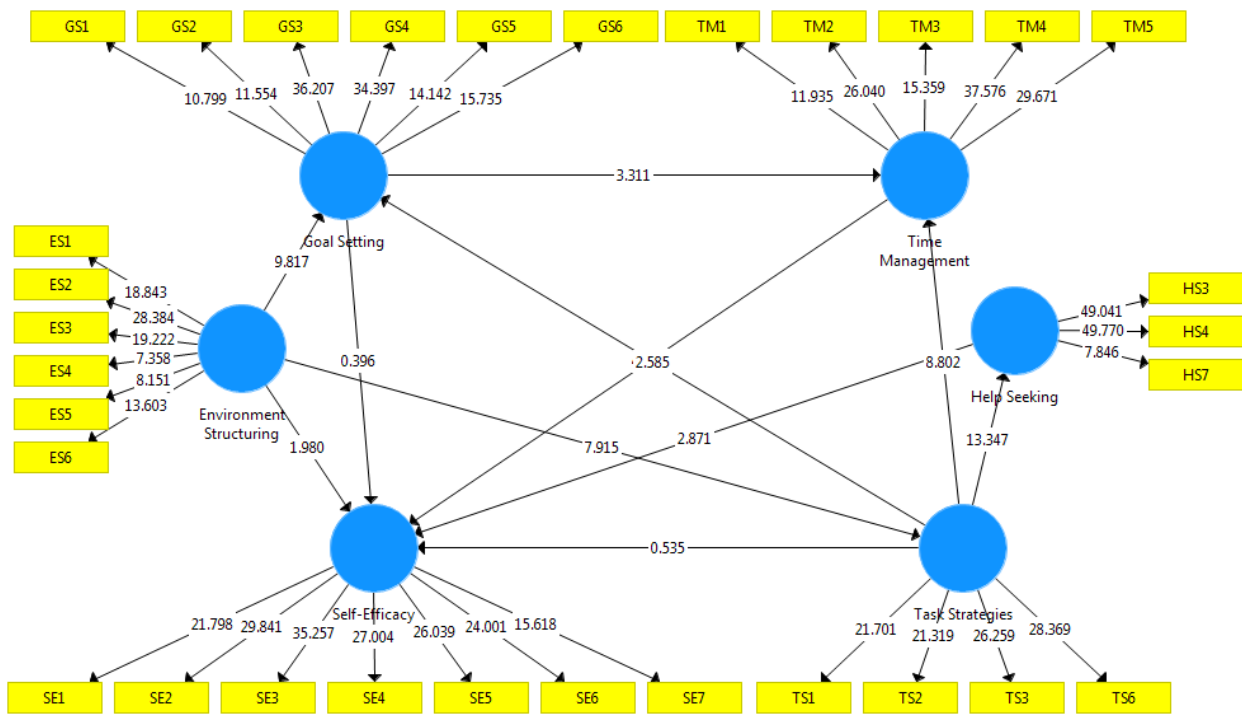 GS1 GS2 GS3 GS4 GS5 GS6 TM1 TM2 TM3 TM4 TM5
10.799 11.554 36.207 34.397 14.142 15.735 11.935 26.040 15.359 37.576 29.671
3.311
Goal Setting
Time
Management
ES1
ES2
ES3
ES4
ES5
ES6
18.843
28.384
19.222
7.358
8.151
13.603
9.817
Environment
Structuring
HS3
HS4
HS7
49.041
49.770
7.846
Help Seeking
0.396
2.585
8.802
1.980
7.915
2.871
13.347
0.535
Self-Efficacy
Task Strategies
21.798 29.841 35.257 27.004 26.039 24.001 15.618
21.701 21.319 26.259 28.369
SE1 SE2 SE3 SE4 SE5 SE6 SE7 TS1 TS2 TS3 TS6